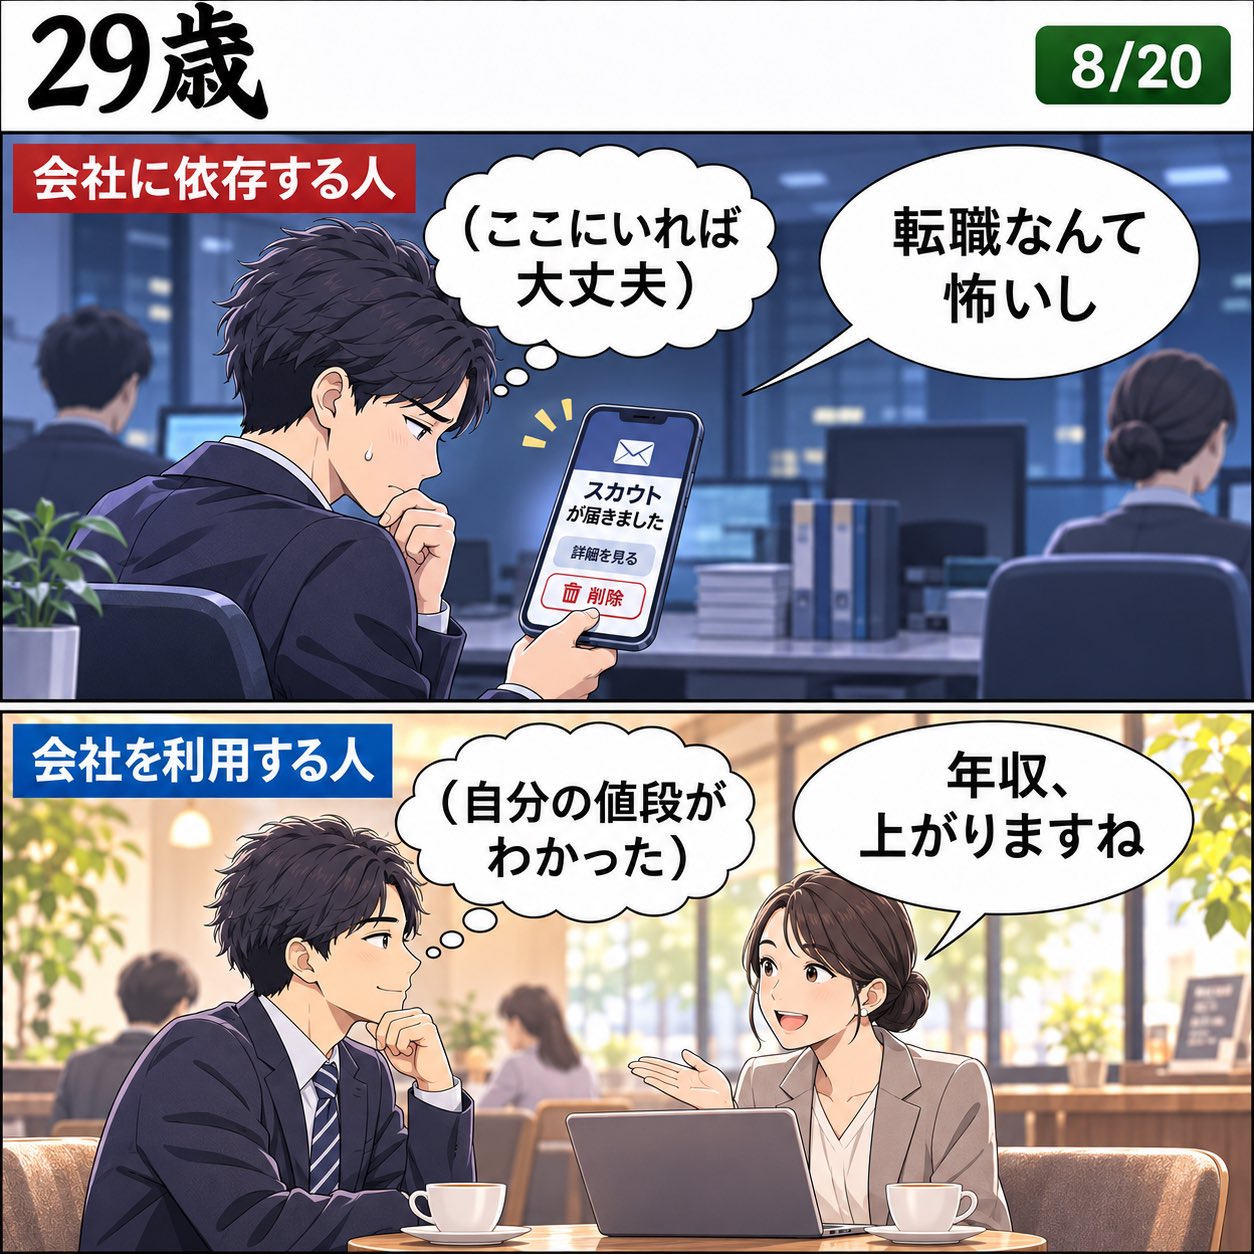 29歳
8/20
会社に依存する人
(ここにいれば
大丈夫)
転職なんて
怖いし
スカウト
が届きました
詳細を見る
削除
会社を利用する人
(自分の値段が
わかった)
年収、
上がりますね